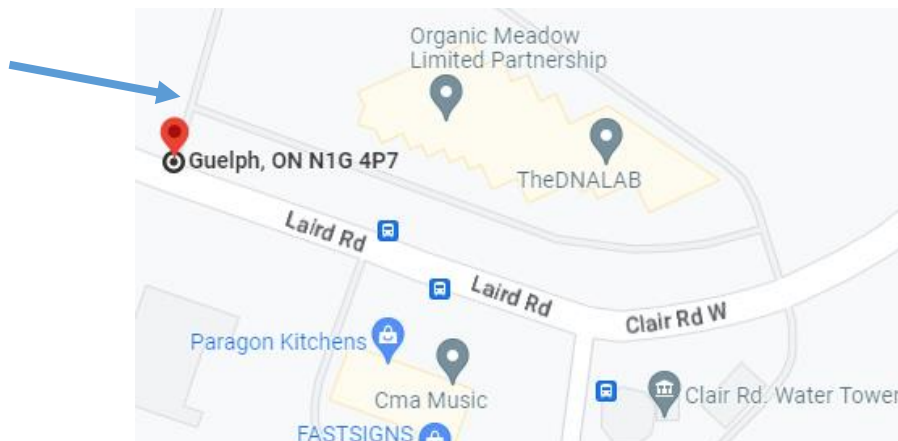 Organic Meadow
Limited Partnership
Guelph, ON N1G 4P7
TheDNALAB
Laird Rd
Laird Rd
Clair Rd W
Paragon Kitchens
Cma Music
Clair Rd. Water Tower
FASTSIGNS